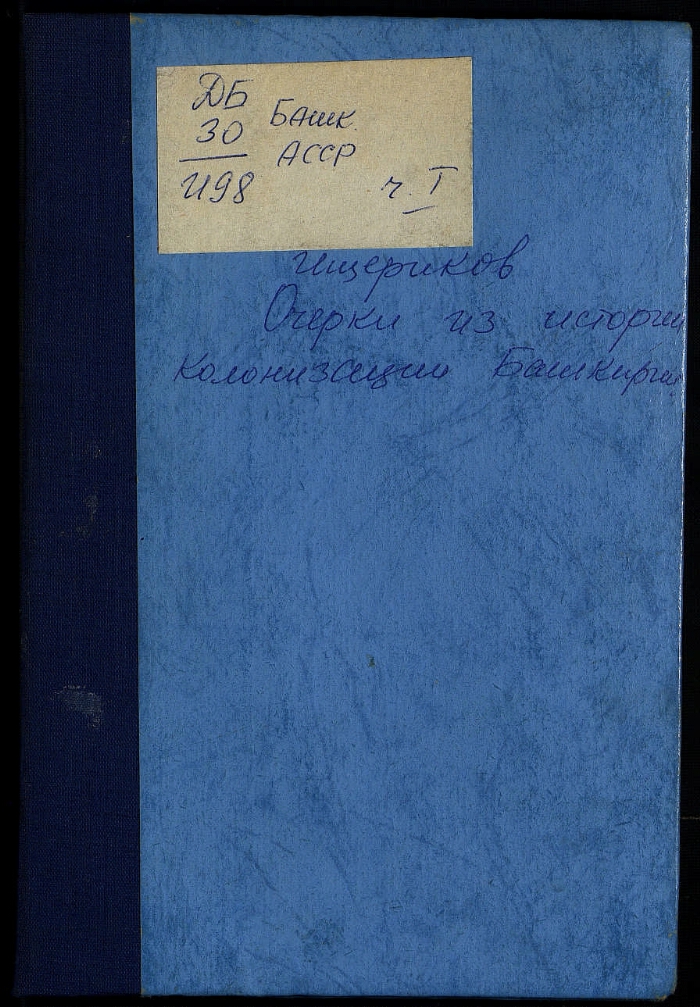 ДБ
30 Башк.
АССР
И98 ч. I
Ищериков
Очерки из истории
колонизации Башкирии